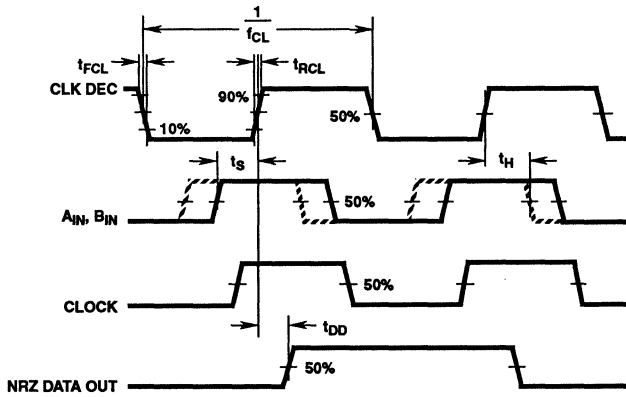 1
fCL
tFCL
tRCL
CLK DEC
90%
10%
50%
tS
tH
AIN, BIN
50%
CLOCK
50%
tDD
NRZ DATA OUT
50%